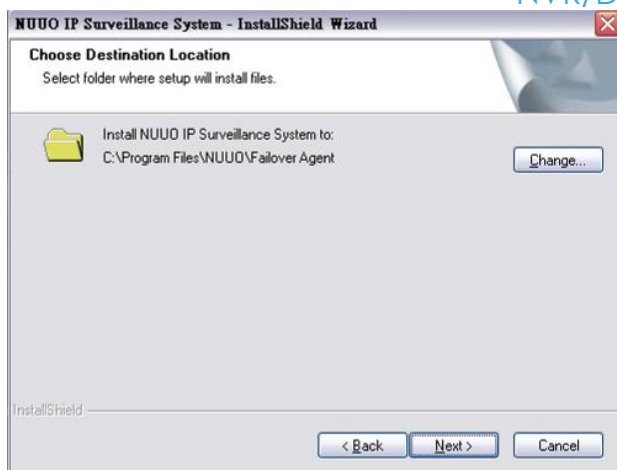 NUUO IP Surveillance System - InstallShield Wizard
Choose Destination Location
Select folder where setup will install files.
Install NUUO IP Surveillance System to:
C:\Program Files\NUUO\Failover Agent
Change...
InstallShield
< Back
Next >
Cancel